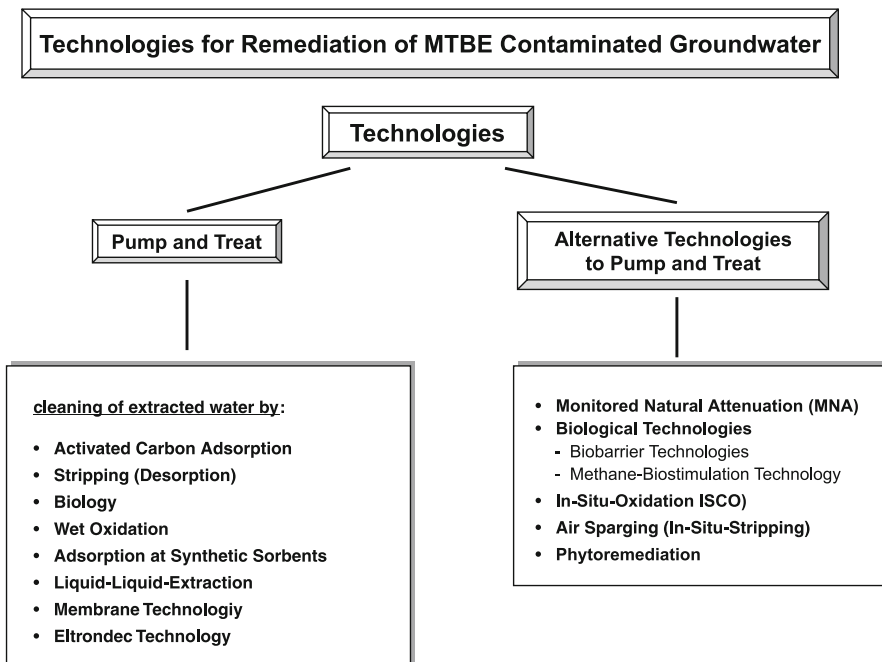 Technologies for Remediation of MTBE Contaminated Groundwater
Technologies
Pump and Treat
Alternative Technologies
to Pump and Treat
cleaning of extracted water by:
• Activated Carbon Adsorption
• Stripping (Desorption)
• Biology
• Wet Oxidation
• Adsorption at Synthetic Sorbents
• Liquid-Liquid-Extraction
• Membrane Technologiy
• Eltrondec Technology
• Monitored Natural Attenuation (MNA)
• Biological Technologies
- Biobarrier Technologies
- Methane-Biostimulation Technology
• In-Situ-Oxidation ISCO)
• Air Sparging (In-Situ-Stripping)
• Phytoremediation